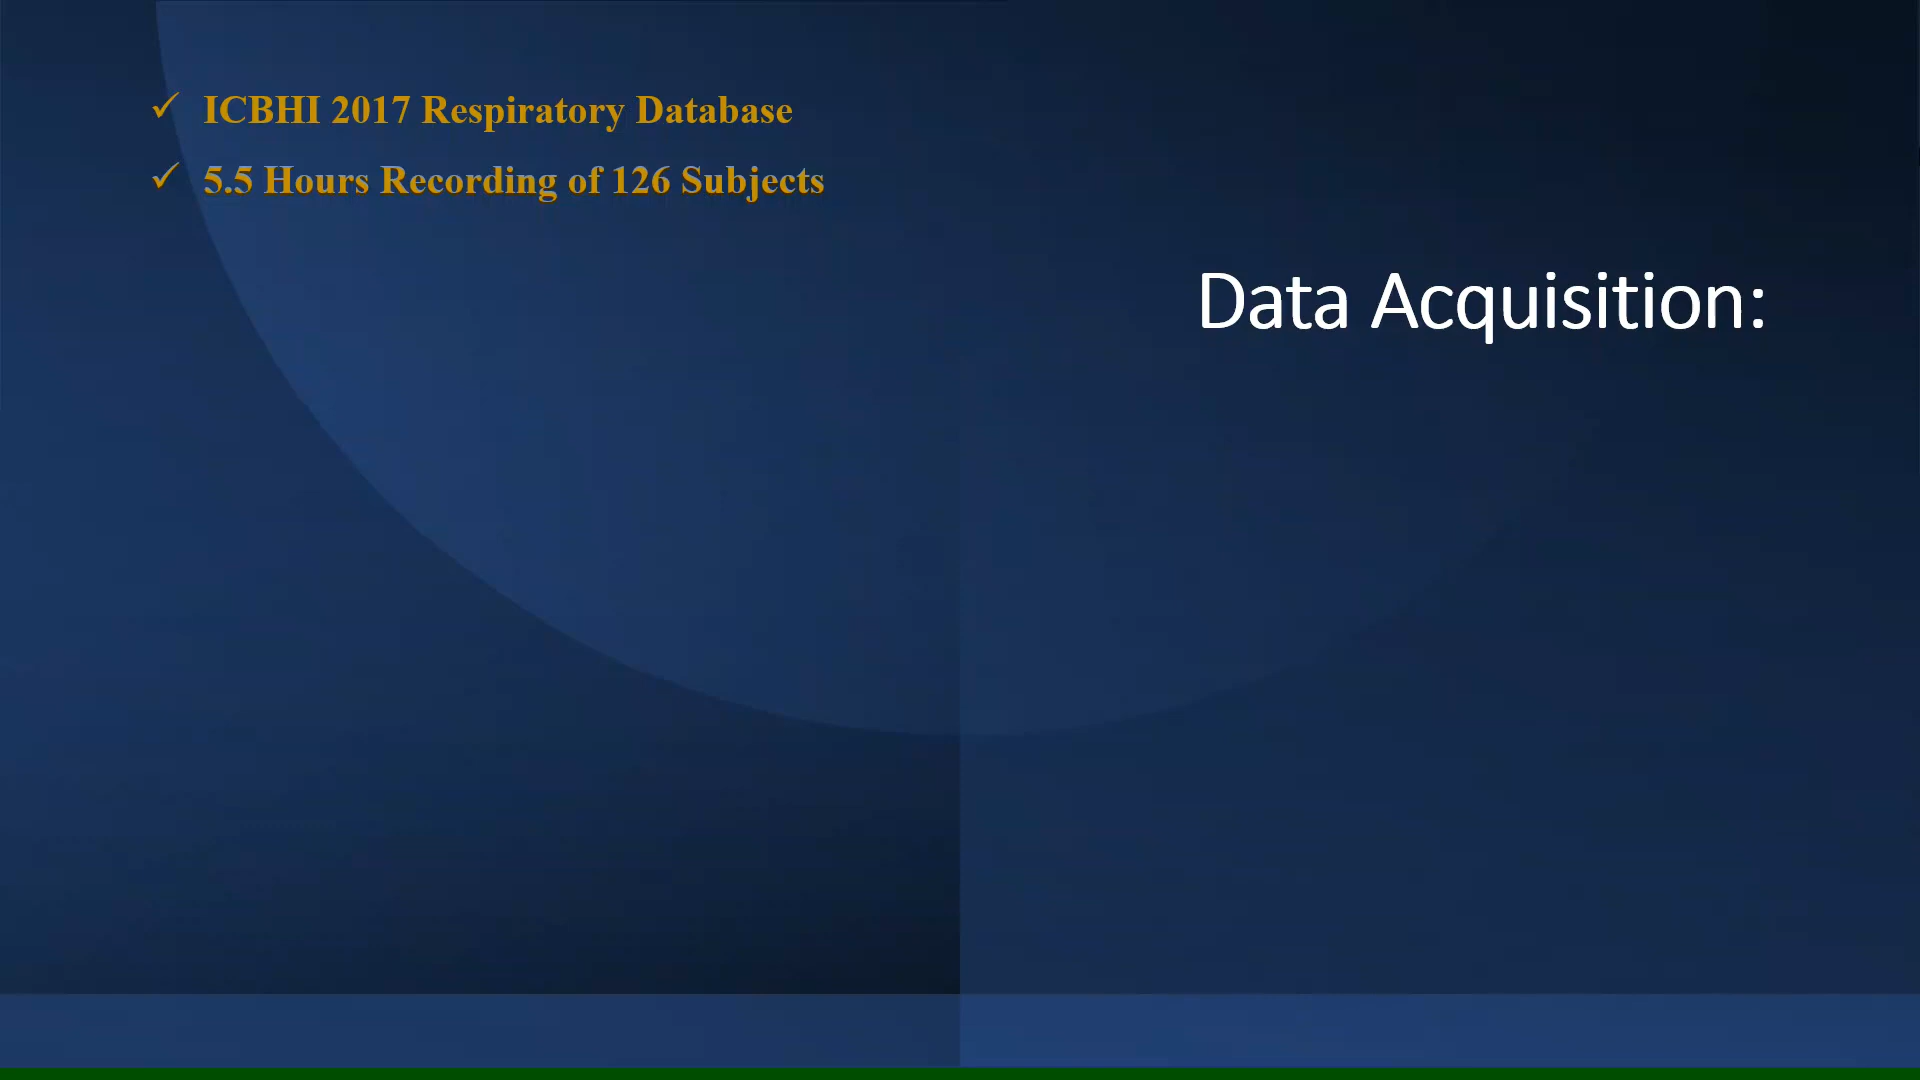 ✓ ICBHI 2017 Respiratory Database
✓ 5.5 Hours Recording of 126 Subjects
Data Acquisition: